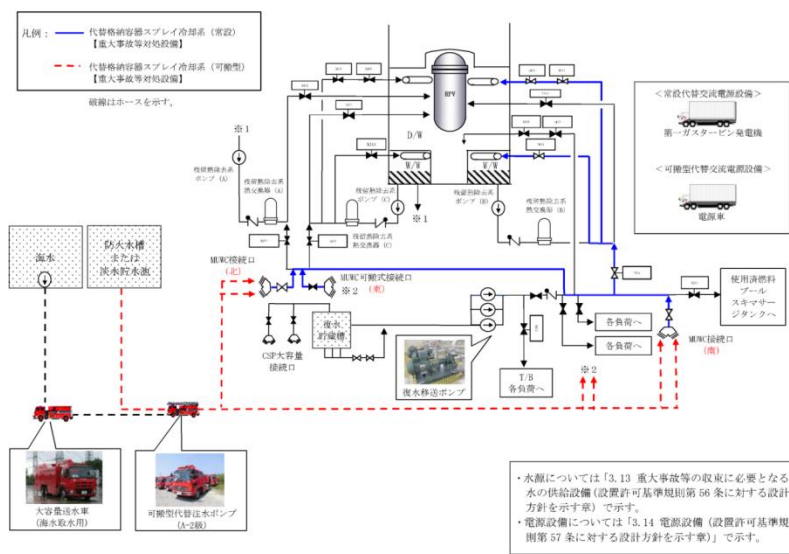 凡例：
代替格納容器スプレイ冷却系（常設）
【重大事故等対処設備】
代替格納容器スプレイ冷却系（可搬型）
【重大事故等対処設備】
破線はホースを示す。
RPV
D/W
W/W
W/W
※1
残留熱除去系
ポンプ（A）
残留熱除去系
熱交換器（A）
残留熱除去系
ポンプ（C）
※1
残留熱除去系
熱交換器（C）
残留熱除去系
ポンプ（B）
残留熱除去系
熱交換器（B）
＜常設代替交流電源設備＞
第一ガスタービン発電機
＜可搬型代替交流電源設備＞
電源車
海水
防火水槽
または
淡水貯水池
MUWC接続口
（北）
MUWC可搬式接続口
※2
（東）
復水
貯蔵槽
CSP大容量
接続口
復水移送ポンプ
T/B
各負荷へ
各負荷へ
各負荷へ
使用済燃料
プール
スキマサー
ジタンクへ
MUWC接続口
（南）
※2
大容量送水車
（海水取水用）
可搬型代替注水ポンプ
（A-2級）
・水源については「3.13 重大事故等の収束に必要となる
水の供給設備（設置許可基準規則第56条に対する設計
方針を示す章）で示す。
・電源設備については「3.14 電源設備（設置許可基準規
則第57条に対する設計方針を示す章）」で示す。